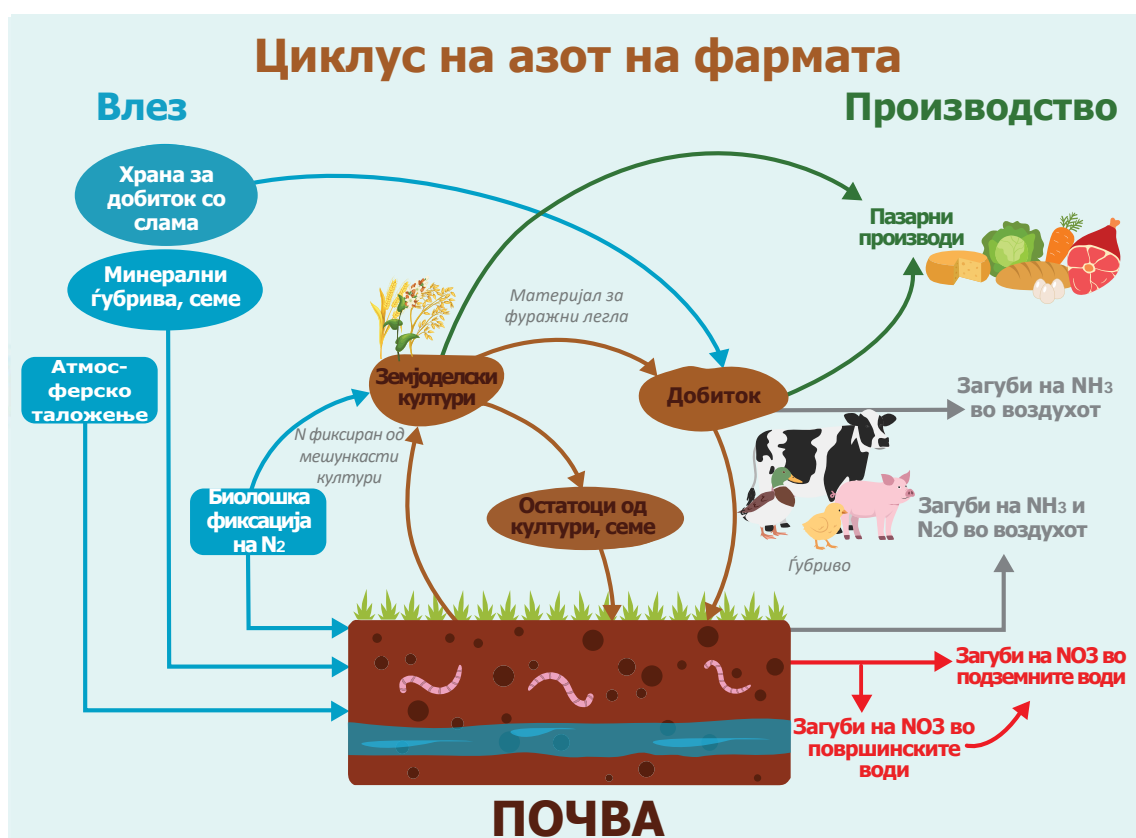 Циклус на азот на фармата
Влез
Производство
Храна за
добиток со
слама
Минерални
ѓубрива, семе
Атмос-
ферско
таложење
Биолошка
фиксација
на N2
N фиксиран од
мешункасти
култури
Земјоделски
култури
Материјал за
фуражни легла
Добиток
Остатоци од
култури, семе
Ѓубриво
Пазарни
производи
Загуби на NH3
во воздухот
Загуби на NH3 и
N2O во воздухот
Загуби на NO3 во
подземните води
Загуби на NO3 во
површинските
води
ПОЧВА